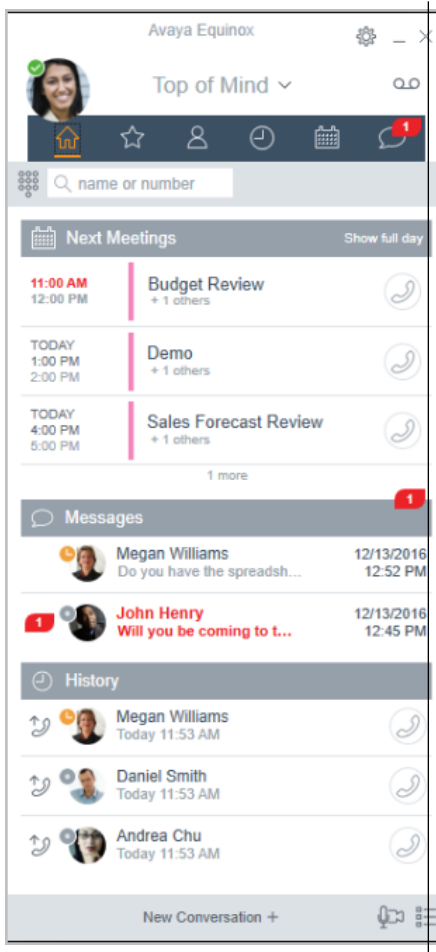 Avaya Equinox
Top of Mind
1
name or number
Next Meetings Show full day
11:00 AM Budget Review
12:00 PM + 1 others
TODAY
1:00 PM Demo
2:00 PM + 1 others
TODAY
4:00 PM Sales Forecast Review
5:00 PM + 1 others
1 more
1
Messages
Megan Williams 12/13/2016
Do you have the spreadsh... 12:52 PM
1 John Henry 12/13/2016
Will you be coming to t... 12:45 PM
History
Megan Williams
Today 11:53 AM
Daniel Smith
Today 11:53 AM
Andrea Chu
Today 11:53 AM
New Conversation +